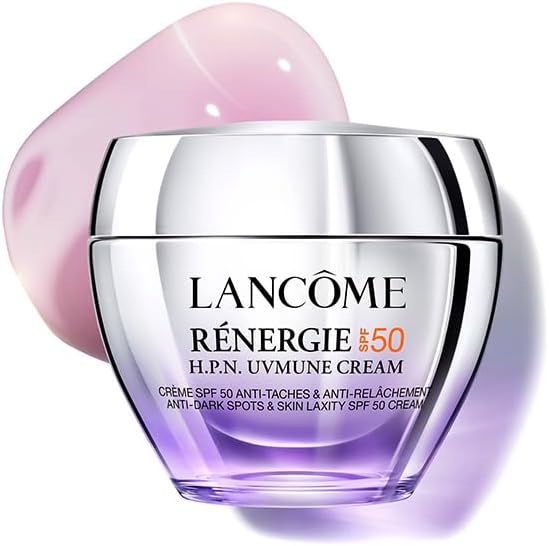 LANCÔME
RÉNERGIE SPF 50
H.P.N. UVMUNE CREAM
CRÈME SPF 50 ANTI-TACHES & ANTI-RELÂCHEMENT
ANTI-DARK SPOTS & SKIN LAXITY SPF 50 CREAM